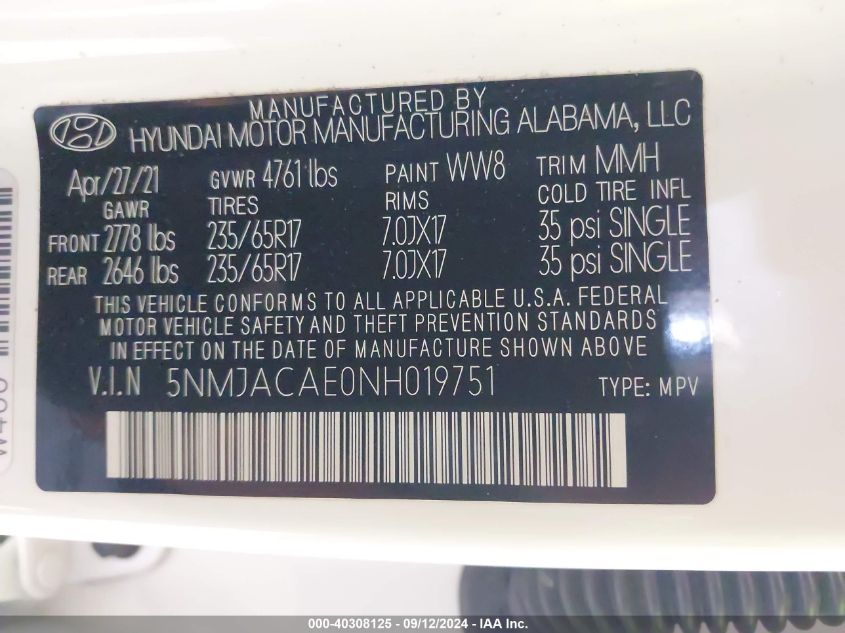 MANUFACTURED BY
HYUNDAI MOTOR MANUFACTURING ALABAMA, LLC
Apr/27/21 GVWR 4761 lbs PAINT WW8 TRIM MMH
GAWR TIRES RIMS COLD TIRE INFL
FRONT 2778 lbs 235/65R17 7.0JX17 35 psi SINGLE
REAR 2646 lbs 235/65R17 7.0JX17 35 psi SINGLE
THIS VEHICLE CONFORMS TO ALL APPLICABLE U.S.A. FEDERAL
MOTOR VEHICLE SAFETY AND THEFT PREVENTION STANDARDS
IN EFFECT ON THE DATE OF MANUFACTURE SHOWN ABOVE
V.I.N 5NMJACAE0NH019751 TYPE: MPV
000-40308125 - 09/12/2024 - IAA Inc.